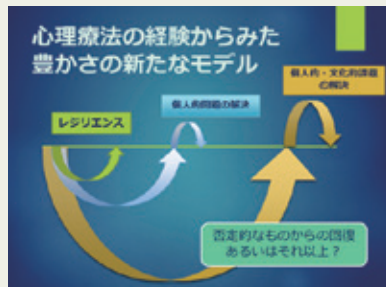 心理療法の経験からみた
豊かさの新たなモデル
個人的・文化的課題
の解決
個人的問題の解決
レジリエンス
否定的なものからの回復
あるいはそれ以上？